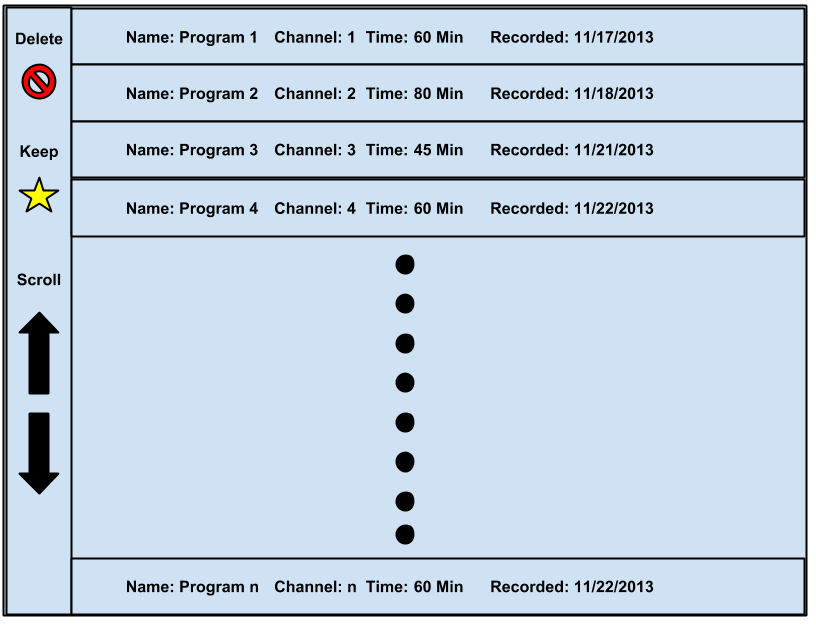 Delete
Keep
Scroll
Name: Program 1 Channel: 1 Time: 60 Min Recorded: 11/17/2013
Name: Program 2 Channel: 2 Time: 80 Min Recorded: 11/18/2013
Name: Program 3 Channel: 3 Time: 45 Min Recorded: 11/21/2013
Name: Program 4 Channel: 4 Time: 60 Min Recorded: 11/22/2013
Name: Program n Channel: n Time: 60 Min Recorded: 11/22/2013